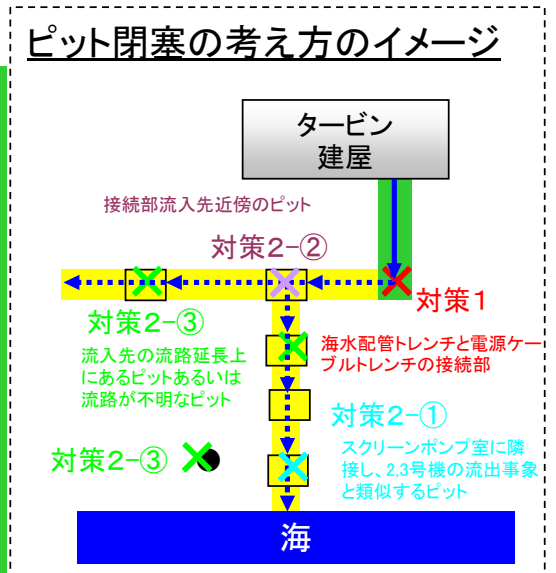 ピット閉塞の考え方のイメージ
タービン
建屋
接続部流入先近傍のピット
対策2-②
対策1
対策2-③
海水配管トレンチと電源ケー
ブルトレンチの接続部
流入先の流路延長上
にあるピットあるいは
流路が不明なピット
対策2-①
スクリーンポンプ室に隣
接し、2,3号機の流出事象
と類似するピット
対策2-③
海